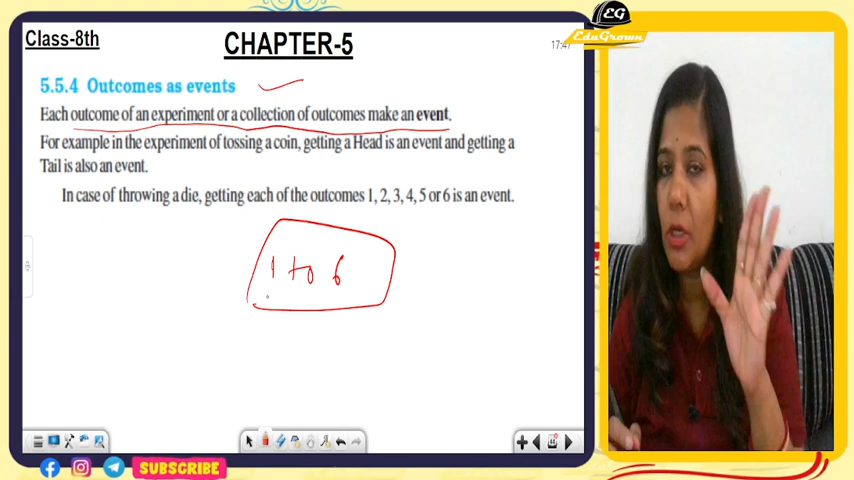 Class-8th
CHAPTER-5
EG
EduGrown
17:47
5.5.4 Outcomes as events
Each outcome of an experiment or a collection of outcomes make an event.
For example in the experiment of tossing a coin, getting a Head is an event and getting a
Tail is also an event.
In case of throwing a die, getting each of the outcomes 1, 2, 3, 4, 5 or 6 is an event.
1 to 6
SUBSCRIBE